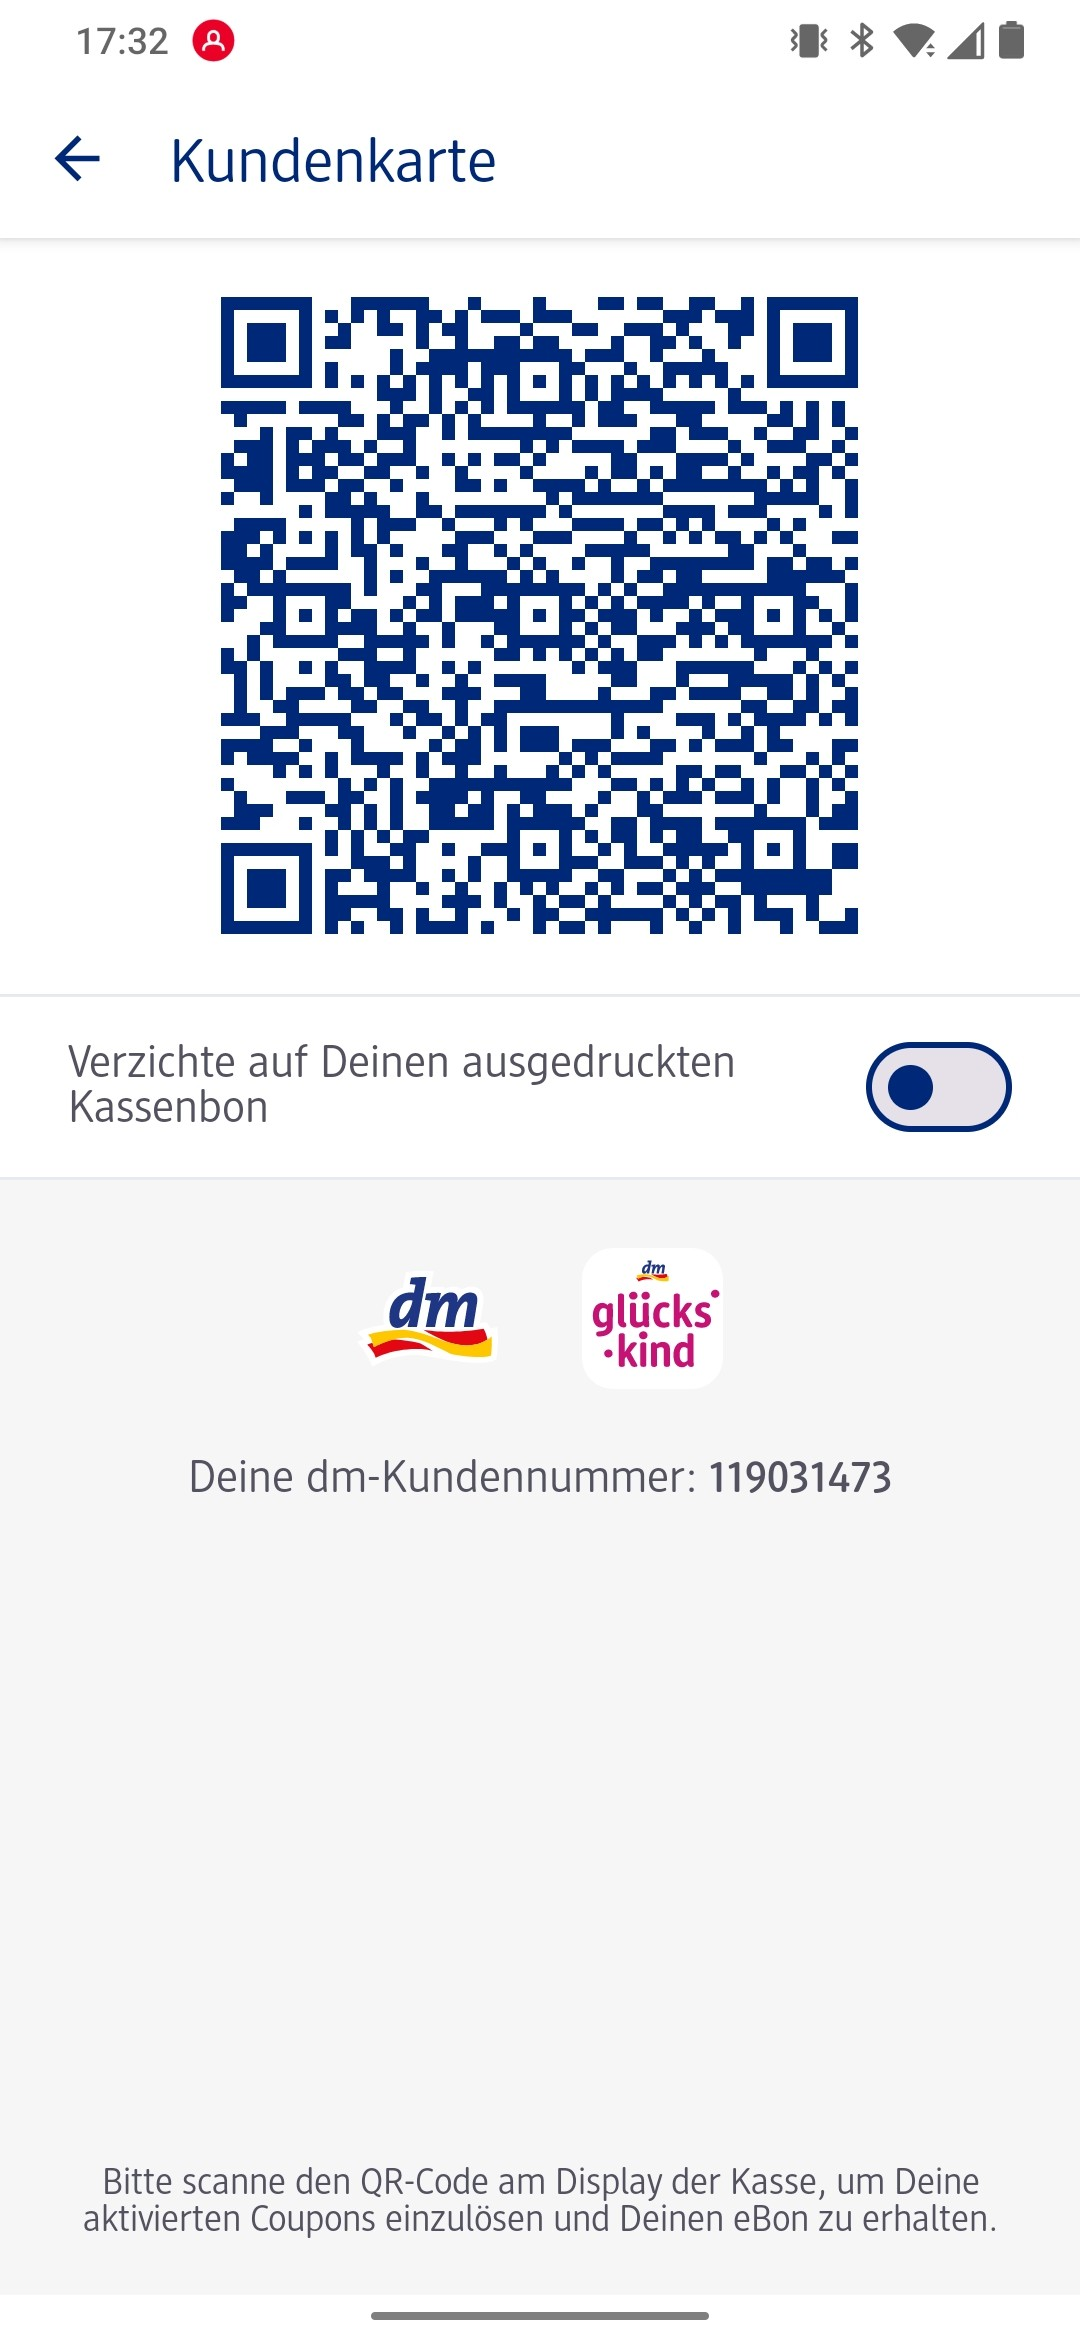 17:32
Kundenkarte
Verzichte auf Deinen ausgedruckten
Kassenbon
dm
dm
glücks
kind
Deine dm-Kundennummer: 119031473
Bitte scanne den QR-Code am Display der Kasse, um Deine
aktivierten Coupons einzulösen und Deinen eBon zu erhalten.